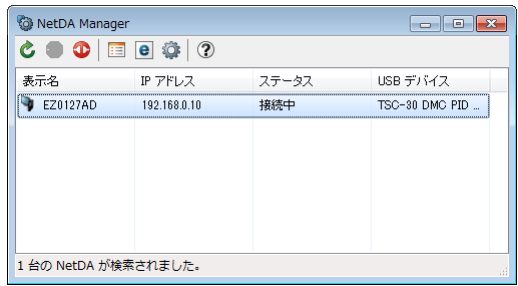 NetDA Manager
表示名 IP アドレス ステータス USB デバイス
EZ0127AD 192.168.0.10 接続中 TSC-30 DMC PID ...
1 台の NetDA が検索されました。